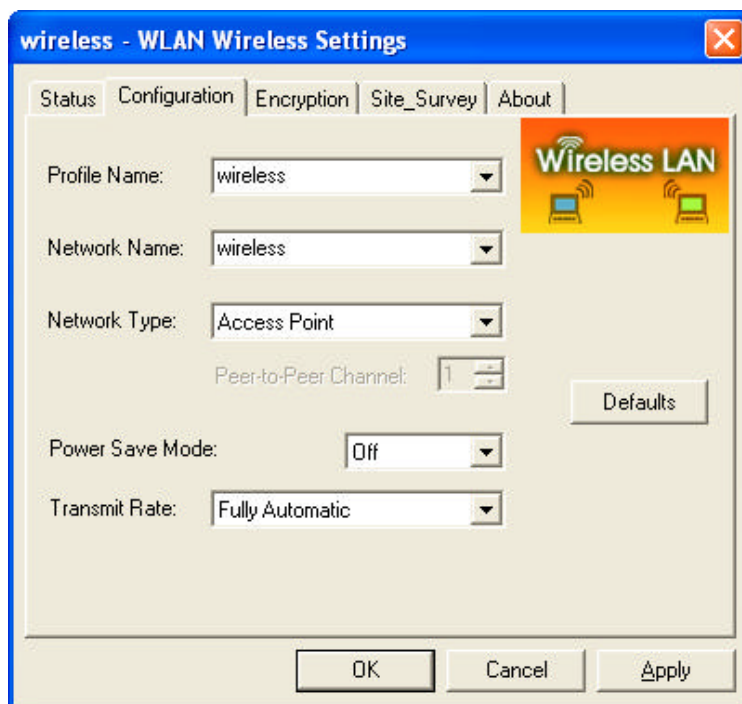 wireless - WLAN Wireless Settings
Status Configuration Encryption Site_Survey About
Wireless LAN
Profile Name: wireless
Network Name: wireless
Network Type: Access Point
Peer-to-Peer Channel: 1
Defaults
Power Save Mode: Off
Transmit Rate: Fully Automatic
OK Cancel Apply